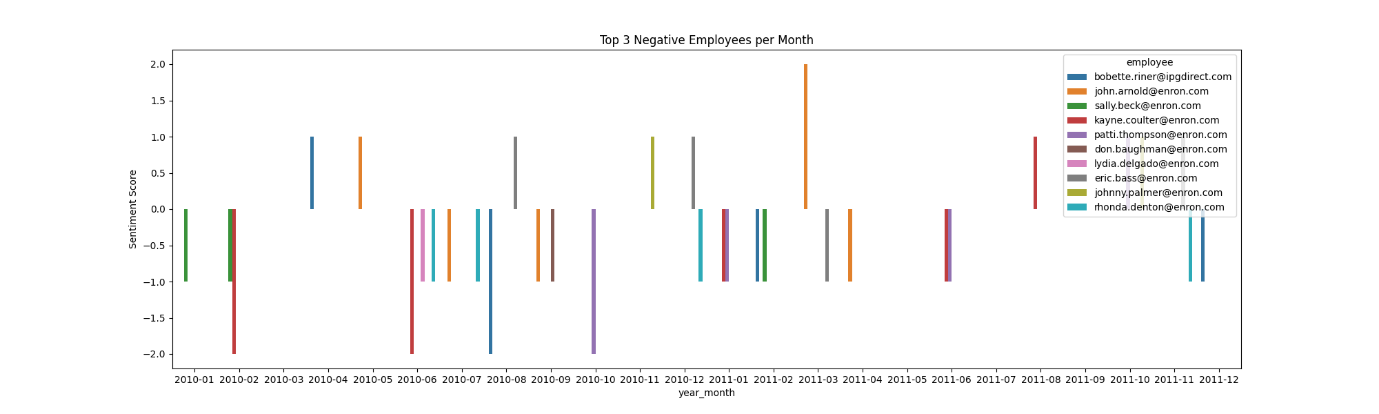 Top 3 Negative Employees per Month
employee
bobette.riner@ipgdirect.com
john.arnold@enron.com
sally.beck@enron.com
kayne.coulter@enron.com
patti.thompson@enron.com
don.baughman@enron.com
lydia.delgado@enron.com
eric.bass@enron.com
johnny.palmer@enron.com
rhonda.denton@enron.com
Sentiment Score
2.0
1.5
1.0
0.5
0.0
−0.5
−1.0
−1.5
−2.0
2010-01 2010-02 2010-03 2010-04 2010-05 2010-06 2010-07 2010-08 2010-09 2010-10 2010-11 2010-12 2011-01 2011-02 2011-03 2011-04 2011-05 2011-06 2011-07 2011-08 2011-09 2011-10 2011-11 2011-12
year_month